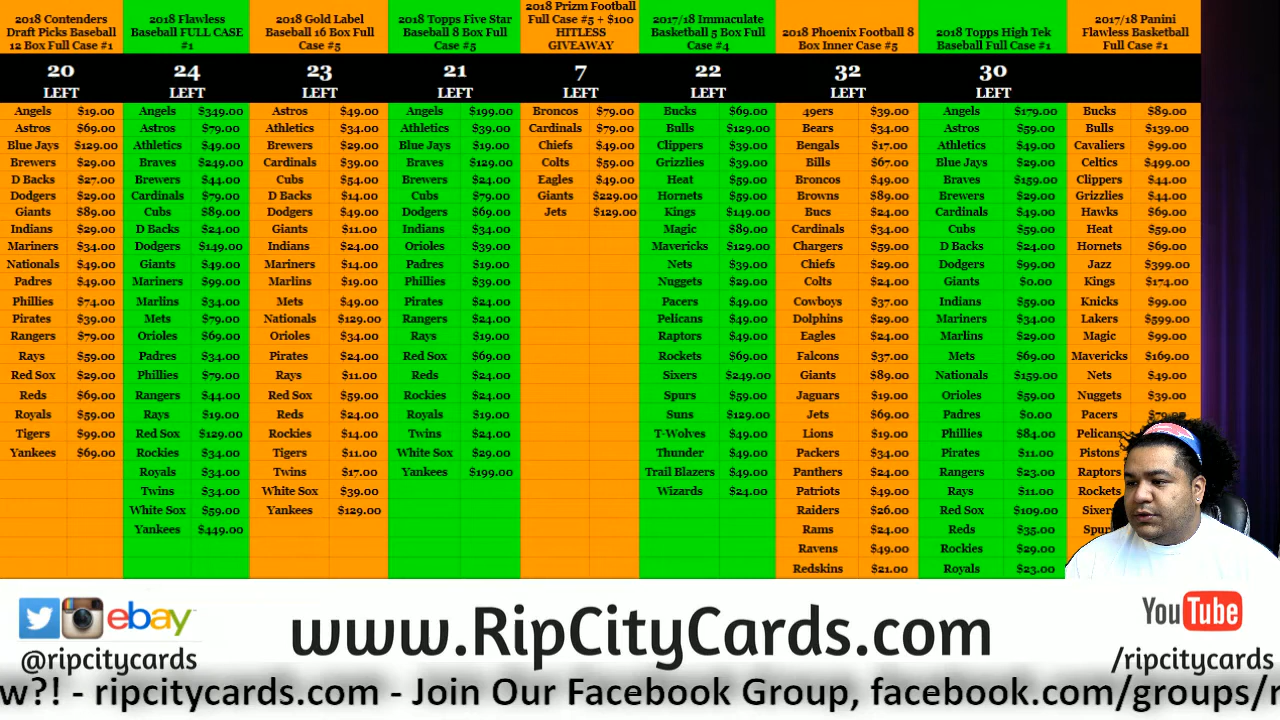 2018 Contenders
Draft Picks Baseball
12 Box Full Case #1
20
LEFT
Angels $19.00
Astros $69.00
Blue Jays $129.00
Brewers $29.00
D Backs $27.00
Dodgers $29.00
Giants $89.00
Indians $29.00
Mariners $34.00
Nationals $49.00
Padres $49.00
Phillies $74.00
Pirates $39.00
Rangers $79.00
Rays $59.00
Red Sox $29.00
Reds $69.00
Royals $59.00
Tigers $99.00
Yankees $69.00
2018 Flawless
Baseball FULL CASE
#1
24
LEFT
Angels $349.00
Astros $79.00
Athletics $49.00
Braves $249.00
Brewers $44.00
Cardinals $79.00
Cubs $89.00
D Backs $24.00
Dodgers $149.00
Giants $49.00
Mariners $99.00
Marlins $34.00
Mets $79.00
Orioles $69.00
Padres $34.00
Phillies $79.00
Rangers $44.00
Rays $19.00
Red Sox $129.00
Rockies $34.00
Royals $34.00
Twins $34.00
White Sox $59.00
Yankees $449.00
2018 Gold Label
Baseball 16 Box Full
Case #5
23
LEFT
Astros $49.00
Athletics $34.00
Brewers $29.00
Cardinals $39.00
Cubs $54.00
D Backs $14.00
Dodgers $49.00
Giants $11.00
Indians $24.00
Mariners $14.00
Marlins $19.00
Mets $49.00
Nationals $129.00
Orioles $34.00
Pirates $24.00
Rays $11.00
Red Sox $59.00
Reds $24.00
Rockies $14.00
Tigers $11.00
Twins $17.00
White Sox $39.00
Yankees $129.00
2018 Topps Five Star
Baseball 8 Box Full
Case #5
21
LEFT
Angels $199.00
Athletics $39.00
Blue Jays $19.00
Braves $129.00
Brewers $24.00
Cubs $79.00
Dodgers $69.00
Indians $34.00
Orioles $39.00
Padres $19.00
Phillies $39.00
Pirates $24.00
Rangers $24.00
Rays $19.00
Red Sox $69.00
Reds $24.00
Rockies $24.00
Royals $19.00
Twins $24.00
White Sox $29.00
Yankees $199.00
2018 Prizm Football
Full Case #5 + $100
HITLESS
GIVEAWAY
7
LEFT
Broncos $79.00
Cardinals $79.00
Chiefs $49.00
Colts $59.00
Eagles $49.00
Giants $229.00
Jets $129.00
2017/18 Immaculate
Basketball 5 Box Full
Case #4
22
LEFT
Bucks $69.00
Bulls $129.00
Clippers $39.00
Grizzlies $39.00
Heat $59.00
Hornets $59.00
Kings $149.00
Magic $89.00
Mavericks $129.00
Nets $39.00
Nuggets $29.00
Pacers $49.00
Pelicans $49.00
Raptors $49.00
Rockets $69.00
Sixers $249.00
Spurs $59.00
Suns $129.00
T-Wolves $49.00
Thunder $49.00
Trail Blazers $49.00
Wizards $24.00
2018 Phoenix Football 8
Box Inner Case #5
32
LEFT
49ers $39.00
Bears $34.00
Bengals $17.00
Bills $67.00
Broncos $49.00
Browns $89.00
Bucs $24.00
Cardinals $34.00
Chargers $59.00
Chiefs $29.00
Colts $24.00
Cowboys $37.00
Dolphins $29.00
Eagles $24.00
Falcons $37.00
Giants $89.00
Jaguars $19.00
Jets $69.00
Lions $19.00
Packers $34.00
Panthers $24.00
Patriots $49.00
Raiders $26.00
Rams $24.00
Ravens $49.00
Redskins $21.00
2018 Topps High Tek
Baseball Full Case #1
30
LEFT
Angels $179.00
Astros $59.00
Athletics $49.00
Blue Jays $29.00
Braves $159.00
Brewers $29.00
Cardinals $49.00
Cubs $59.00
D Backs $24.00
Dodgers $99.00
Giants $0.00
Indians $59.00
Mariners $34.00
Marlins $29.00
Mets $69.00
Nationals $159.00
Orioles $59.00
Padres $0.00
Phillies $84.00
Pirates $11.00
Rangers $23.00
Rays $11.00
Red Sox $109.00
Reds $35.00
Rockies $29.00
Royals $23.00
2017/18 Panini
Flawless Basketball
Full Case #1
Bucks $89.00
Bulls $139.00
Cavaliers $99.00
Celtics $499.00
Clippers $44.00
Grizzlies $44.00
Hawks $69.00
Heat $59.00
Hornets $69.00
Jazz $399.00
Kings $174.00
Knicks $99.00
Lakers $599.00
Magic $99.00
Mavericks $169.00
Nets $49.00
Nuggets $39.00
Pacers $79.00
Pelicans
Pistons
Raptors
Rockets
Sixers
Spur
ebay
@ripcitycards
www.RipCityCards.com
YouTube
/ripcitycards
w?! - ripcitycards.com - Join Our Facebook Group, facebook.com/groups/r